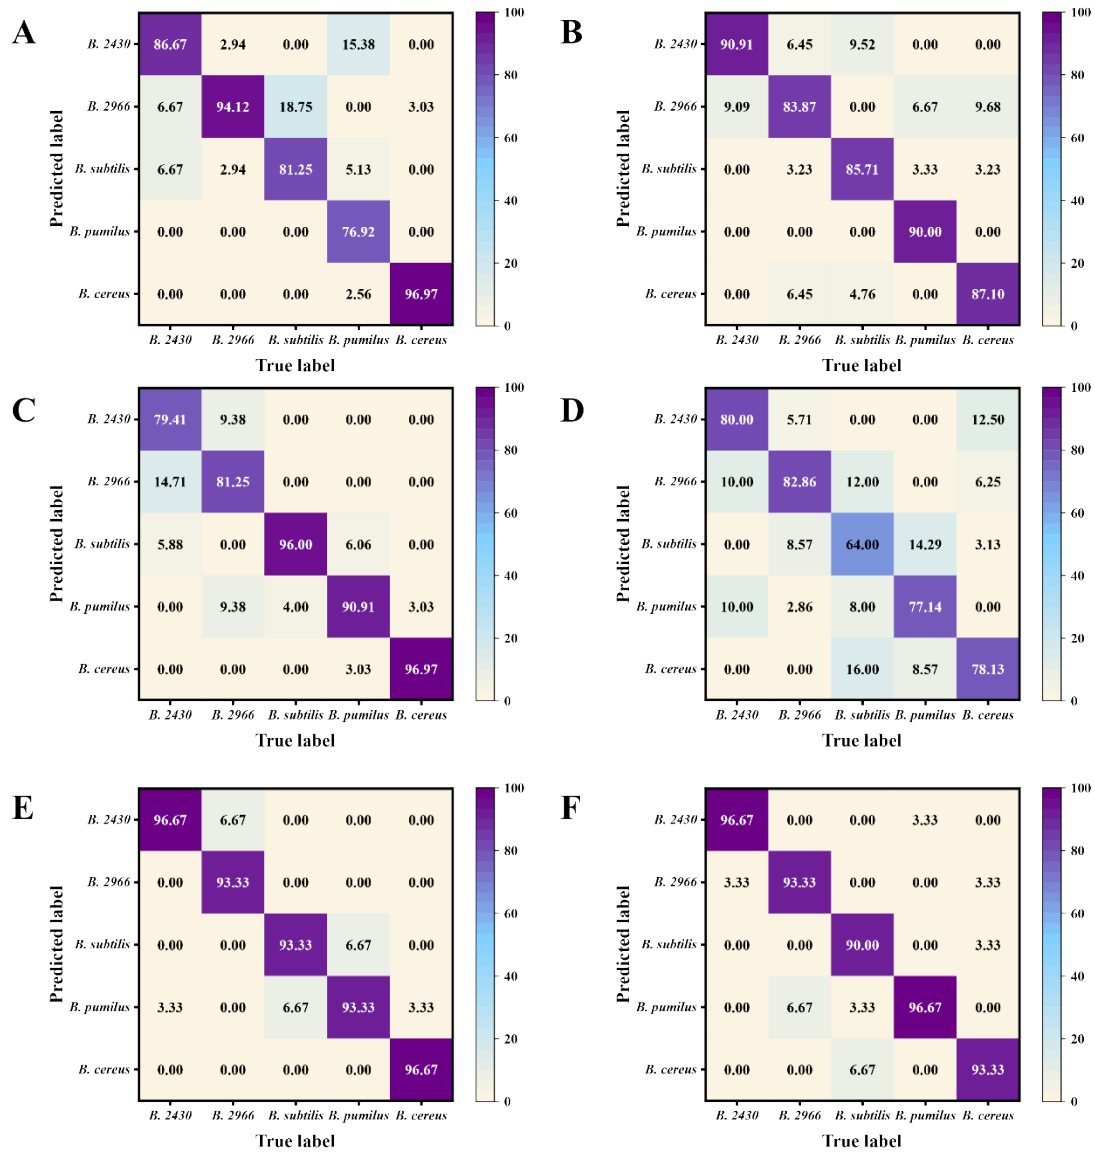 A
B. 2430 86.67 2.94 0.00 15.38 0.00
B. 2966 6.67 94.12 18.75 0.00 3.03
B. subtilis 6.67 2.94 81.25 5.13 0.00
B. pumilus 0.00 0.00 0.00 76.92 0.00
B. cereus 0.00 0.00 0.00 2.56 96.97
B. 2430 B. 2966 B. subtilis B. pumilus B. cereus
True label
Predicted label
100
80
60
40
20
0
B
B. 2430 90.91 6.45 9.52 0.00 0.00
B. 2966 9.09 83.87 0.00 6.67 9.68
B. subtilis 0.00 3.23 85.71 3.33 3.23
B. pumilus 0.00 0.00 0.00 90.00 0.00
B. cereus 0.00 6.45 4.76 0.00 87.10
B. 2430 B. 2966 B. subtilis B. pumilus B. cereus
True label
Predicted label
100
80
60
40
20
0
C
B. 2430 79.41 9.38 0.00 0.00 0.00
B. 2966 14.71 81.25 0.00 0.00 0.00
B. subtilis 5.88 0.00 96.00 6.06 0.00
B. pumilus 0.00 9.38 4.00 90.91 3.03
B. cereus 0.00 0.00 0.00 3.03 96.97
B. 2430 B. 2966 B. subtilis B. pumilus B. cereus
True label
Predicted label
100
80
60
40
20
0
D
B. 2430 80.00 5.71 0.00 0.00 12.50
B. 2966 10.00 82.86 12.00 0.00 6.25
B. subtilis 0.00 8.57 64.00 14.29 3.13
B. pumilus 10.00 2.86 8.00 77.14 0.00
B. cereus 0.00 0.00 16.00 8.57 78.13
B. 2430 B. 2966 B. subtilis B. pumilus B. cereus
True label
Predicted label
100
80
60
40
20
0
E
B. 2430 96.67 6.67 0.00 0.00 0.00
B. 2966 0.00 93.33 0.00 0.00 0.00
B. subtilis 0.00 0.00 93.33 6.67 0.00
B. pumilus 3.33 0.00 6.67 93.33 3.33
B. cereus 0.00 0.00 0.00 0.00 96.67
B. 2430 B. 2966 B. subtilis B. pumilus B. cereus
True label
Predicted label
100
80
60
40
20
0
F
B. 2430 96.67 0.00 0.00 3.33 0.00
B. 2966 3.33 93.33 0.00 0.00 3.33
B. subtilis 0.00 0.00 90.00 0.00 3.33
B. pumilus 0.00 6.67 3.33 96.67 0.00
B. cereus 0.00 0.00 6.67 0.00 93.33
B. 2430 B. 2966 B. subtilis B. pumilus B. cereus
True label
Predicted label
100
80
60
40
20
0